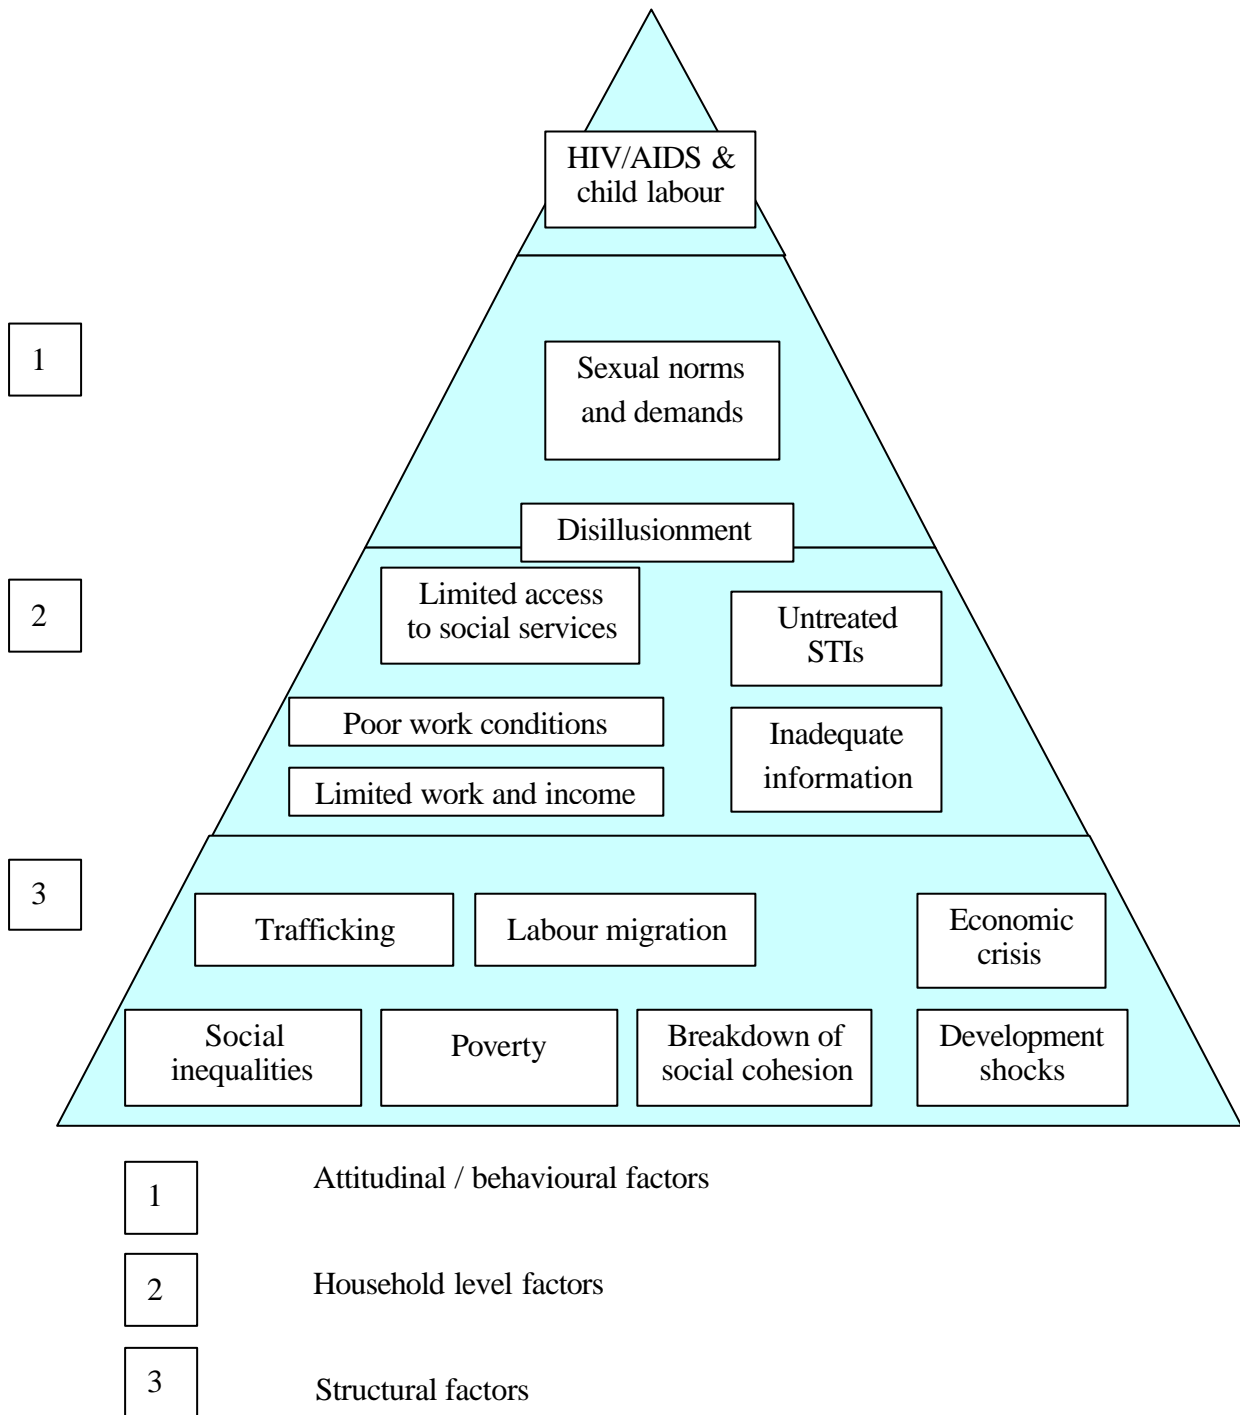 HIV/AIDS &
child labour
1
Sexual norms
and demands
Disillusionment
2
Limited access
to social services
Untreated
STIs
Poor work conditions
Inadequate
information
Limited work and income
3
Trafficking
Labour migration
Economic
crisis
Social
inequalities
Poverty
Breakdown of
social cohesion
Development
shocks
1
Attitudinal / behavioural factors
2
Household level factors
3
Structural factors